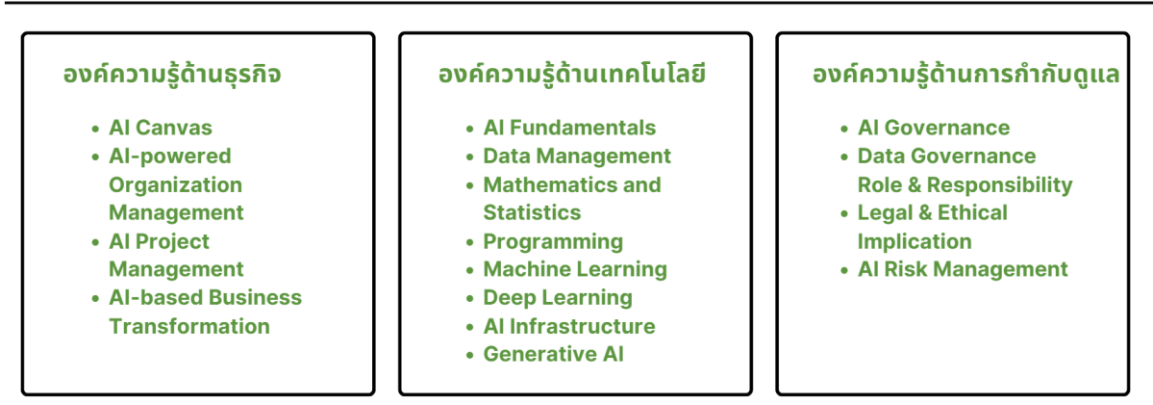 องค์ความรู้ด้านธุรกิจ
• AI Canvas
• AI-powered
Organization
Management
• AI Project
Management
• AI-based Business
Transformation
องค์ความรู้ด้านเทคโนโลยี
• AI Fundamentals
• Data Management
• Mathematics and
Statistics
• Programming
• Machine Learning
• Deep Learning
• AI Infrastructure
• Generative AI
องค์ความรู้ด้านการกำกับดูแล
• AI Governance
• Data Governance
Role & Responsibility
• Legal & Ethical
Implication
• AI Risk Management